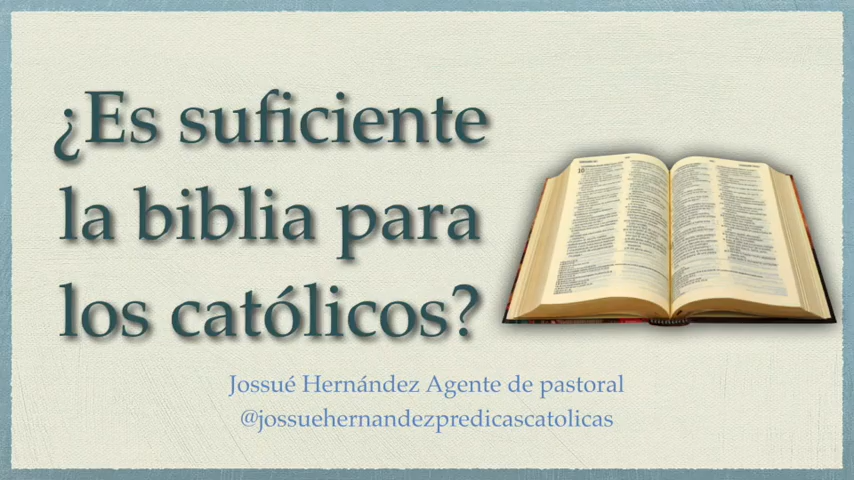 ¿Es suficiente
la biblia para
los católicos?
Jossué Hernández Agente de pastoral
@jossuehernandezpredicascatolicas